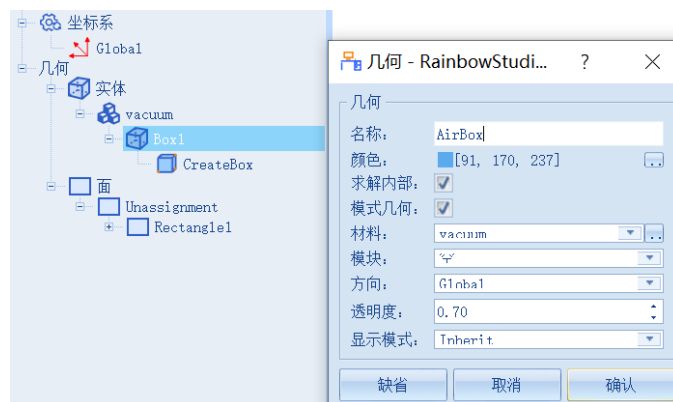 坐标系
Global
几何
实体
vacuum
Box1
CreateBox
面
Unassignment
Rectangle1
几何 - RainbowStudi...
?
几何
名称:
AirBox
颜色:
[91, 170, 237]
..
求解内部:
模式几何:
材料:
vacuum
..
模块:
方向:
Global
透明度:
0.70
显示模式:
Inherit
缺省
取消
确认